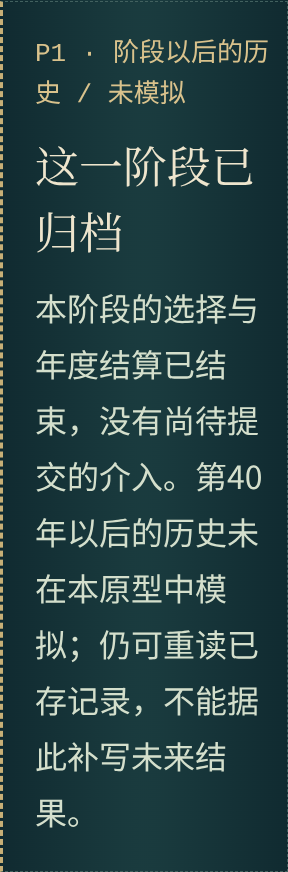 P1 · 阶段以后的历
史 / 未模拟
这一阶段已
归档
本阶段的选择与
年度结算已结
束，没有尚待提
交的介入。第40
年以后的历史未
在本原型中模
拟；仍可重读已
存记录，不能据
此补写未来结
果。